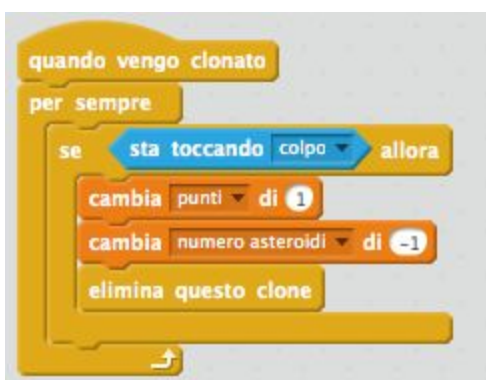 quando vengo clonato
per sempre
se sta toccando colpo allora
cambia punti di 1
cambia numero asteroidi di -1
elimina questo clone